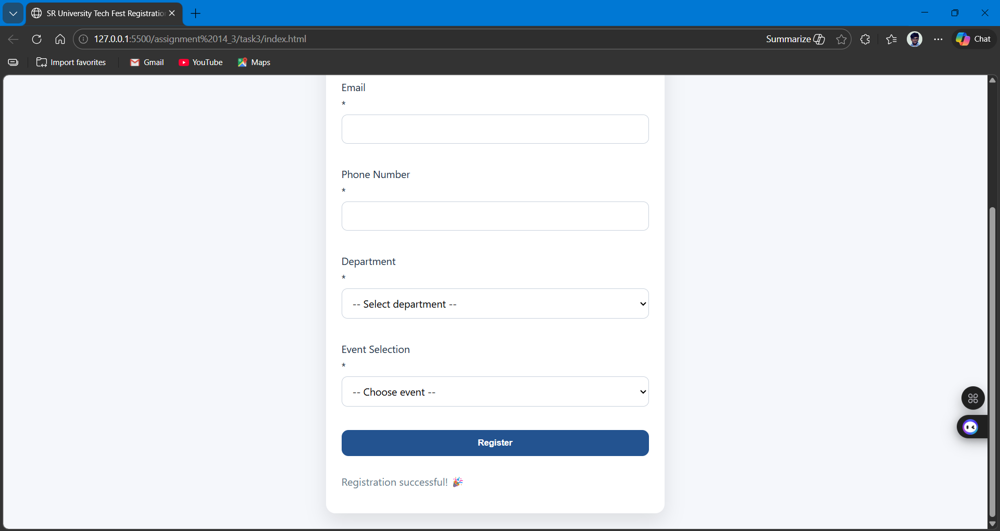 SR University Tech Fest Registratio
127.0.0.1:5500/assignment%2014_3/task3/index.html
Summarize
Chat
Import favorites
Gmail
YouTube
Maps
Email
*
Phone Number
*
Department
*
-- Select department --
Event Selection
*
-- Choose event --
Register
Registration successful! 🎉